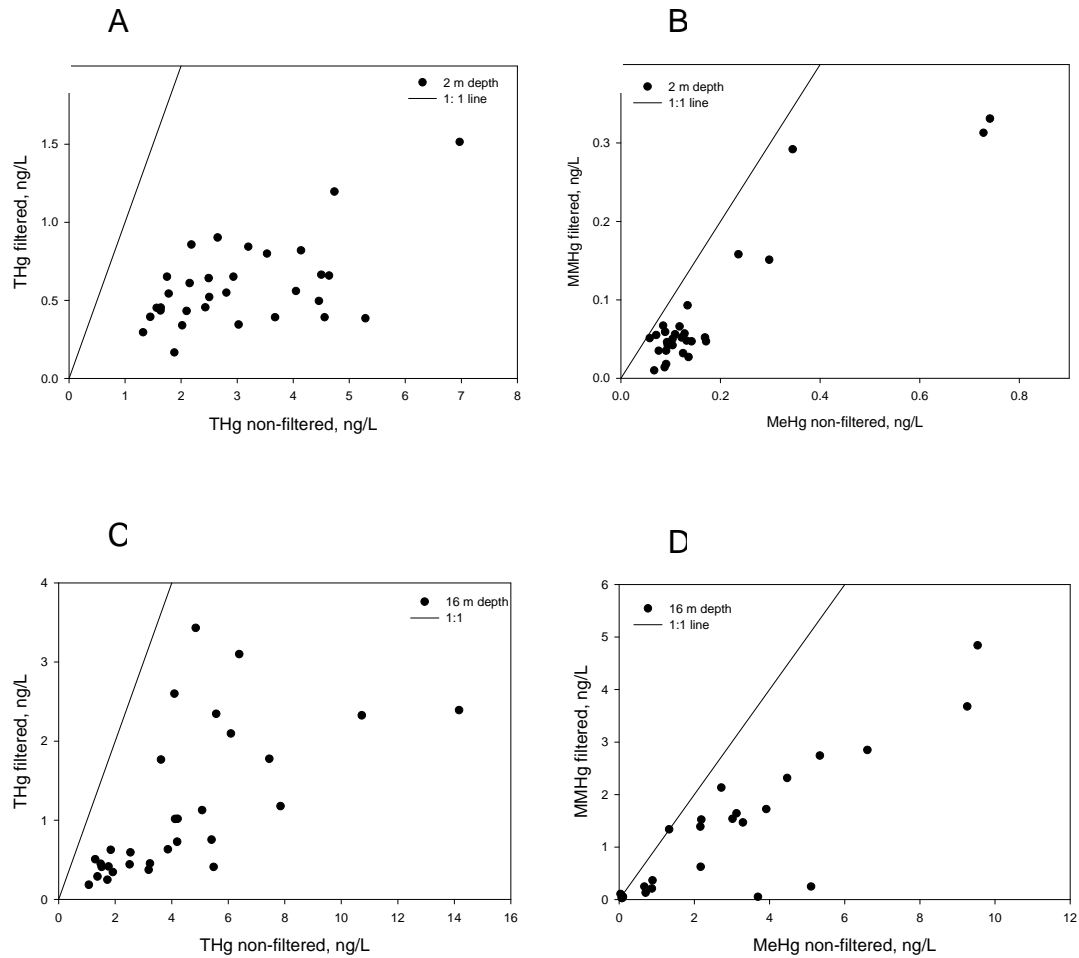 A
2 m depth
1: 1 line
1.5
1.0
0.5
0.0
THg filtered, ng/L
0 1 2 3 4 5 6 7 8
THg non-filtered, ng/L
B
2 m depth
1:1 line
0.3
0.2
0.1
0.0
MMHg filtered, ng/L
0.0 0.2 0.4 0.6 0.8
MeHg non-filtered, ng/L
C
16 m depth
1:1
4
3
2
1
0
THg filtered, ng/L
0 2 4 6 8 10 12 14 16
THg non-filtered, ng/L
D
16 m depth
1:1 line
6
5
4
3
2
1
0
MMHg filtered, ng/L
0 2 4 6 8 10 12
MeHg non-filtered, ng/L